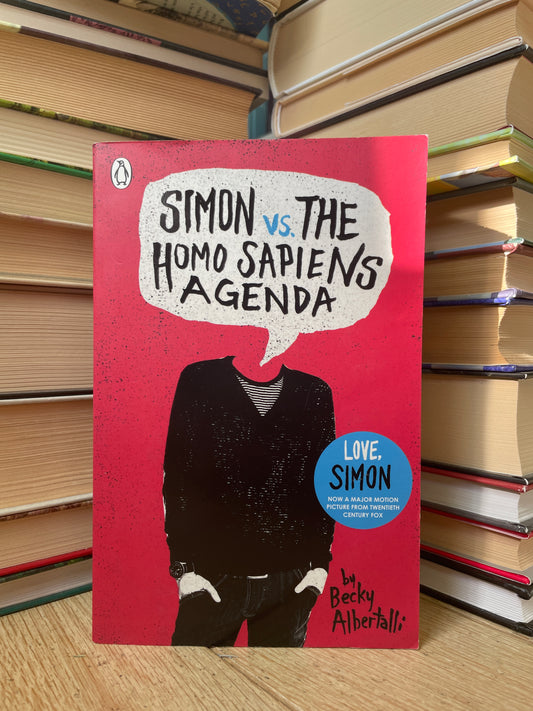 SIMON VS. THE
HOMO SAPIENS
AGENDA
LOVE,
SIMON
NOW A MAJOR MOTION
PICTURE FROM TWENTIETH
CENTURY FOX
by
Becky
Albertalli